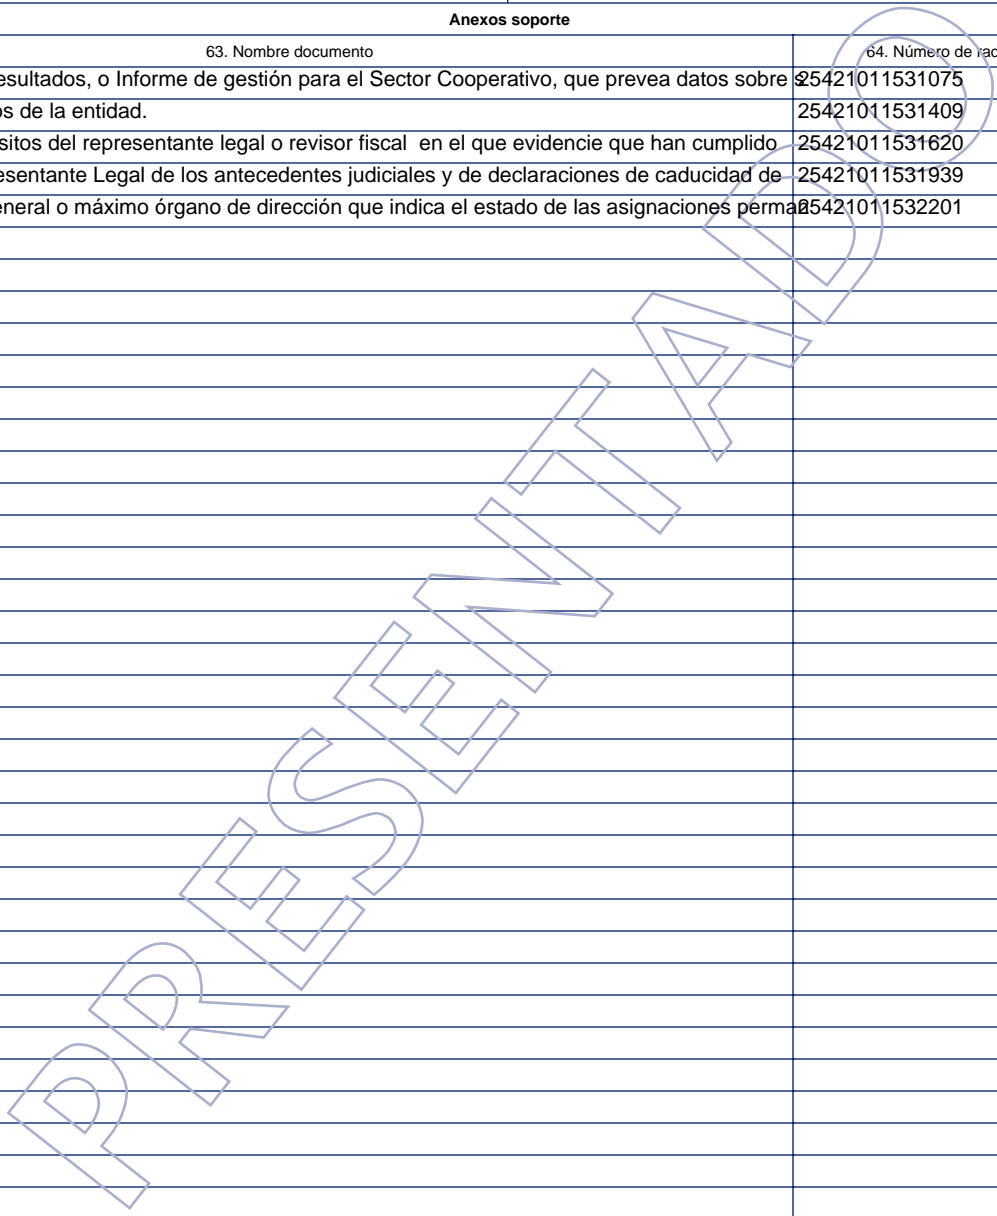 Anexos soporte
63. Nombre documento 64. Número de
esultados, o Informe de gestión para el Sector Cooperativo, que prevea datos sobre s 25421011531075
os de la entidad. 25421011531409
sitos del representante legal o revisor fiscal en el que evidencie que han cumplido 25421011531620
esentante Legal de los antecedentes judiciales y de declaraciones de caducidad de 25421011531939
eneral o máximo órgano de dirección que indica el estado de las asignaciones perman 25421011532201
PRESENTADO